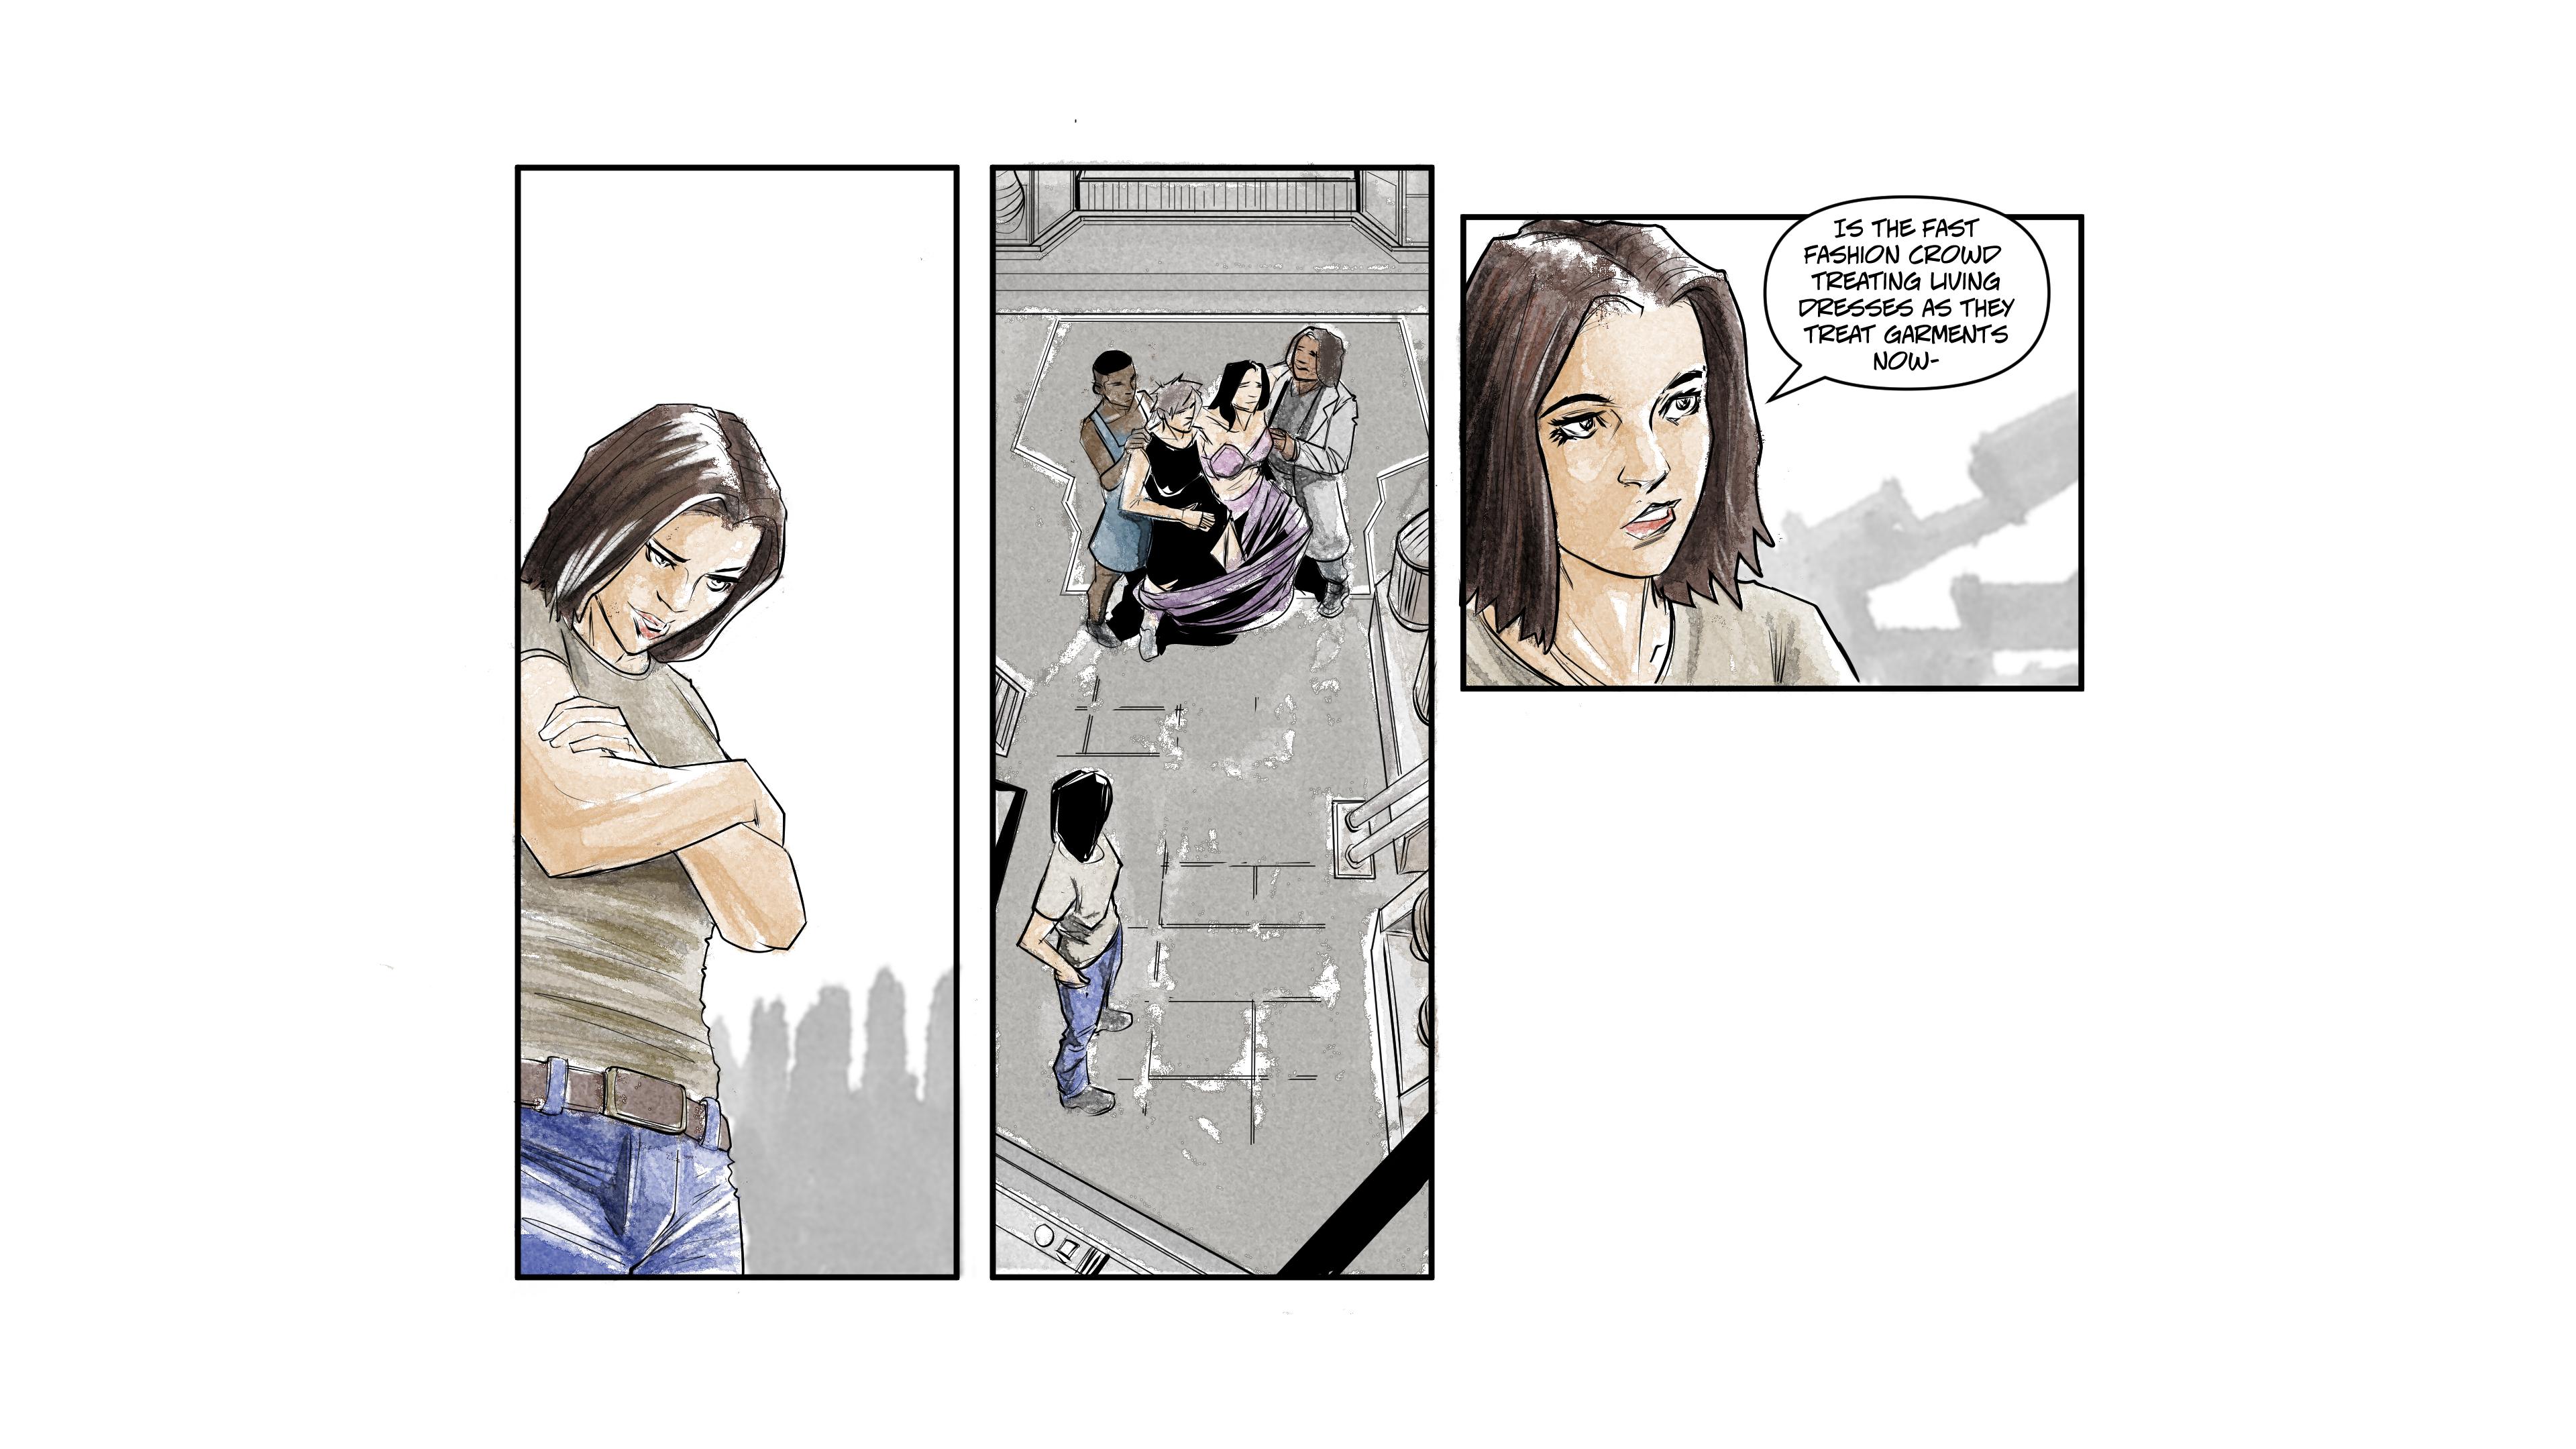 IS THE FAST
FASHION CROWD
TREATING LIVING
DRESSES AS THEY
TREAT GARMENTS
NOW-